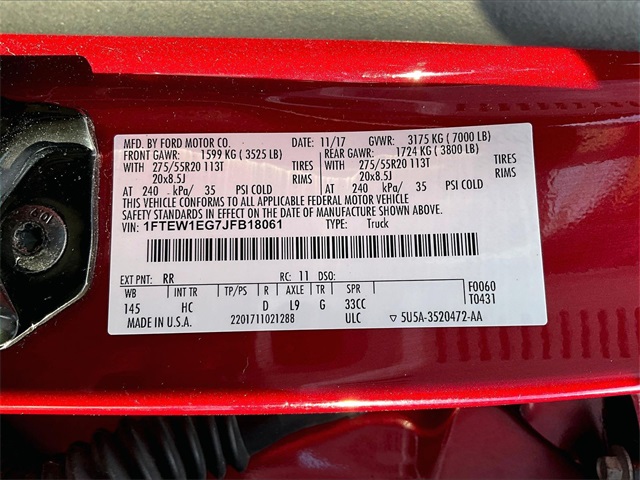 MFD. BY FORD MOTOR CO. DATE: 11/17 GVWR: 3175 KG ( 7000 LB)
FRONT GAWR: 1599 KG ( 3525 LB) REAR GAWR: 1724 KG ( 3800 LB)
WITH 275/55R20 113T TIRES WITH 275/55R20 113T TIRES
20x8.5J RIMS 20x8.5J RIMS
AT 240 kPa/ 35 PSI COLD AT 240 kPa/ 35 PSI COLD
THIS VEHICLE CONFORMS TO ALL APPLICABLE FEDERAL MOTOR VEHICLE
SAFETY STANDARDS IN EFFECT ON THE DATE OF MANUFACTURE SHOWN ABOVE.
VIN: 1FTEW1EG7JFB18061 TYPE: Truck
EXT PNT: RR RC: 11 DSO: F0060
WB INT TR TP/PS R AXLE TR SPR T0431
145 HC D L9 G 33CC
MADE IN U.S.A. 2201711021288 ULC ▽ 5U5A-3520472-AA